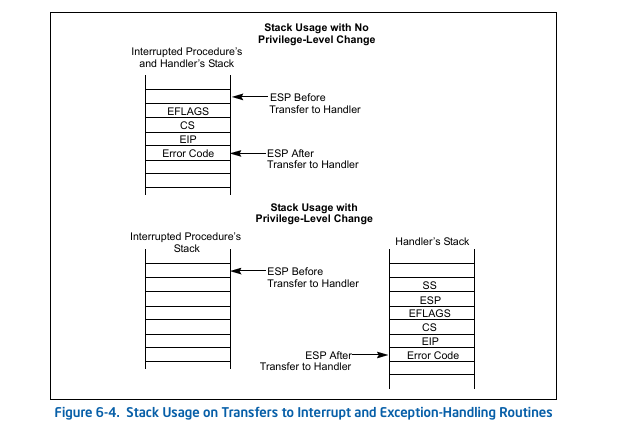 Stack Usage with No
Privilege-Level Change
Interrupted Procedure's
and Handler's Stack
ESP Before
Transfer to Handler
EFLAGS
CS
EIP
Error Code
ESP After
Transfer to Handler
Stack Usage with
Privilege-Level Change
Interrupted Procedure's
Stack
Handler's Stack
ESP Before
Transfer to Handler
SS
ESP
EFLAGS
CS
EIP
ESP After
Transfer to Handler
Error Code
Figure 6-4. Stack Usage on Transfers to Interrupt and Exception-Handling Routines